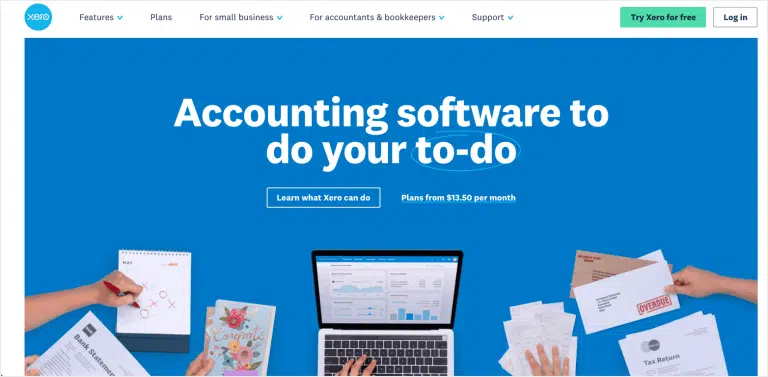 xero
Features
Plans
For small business
For accountants & bookkeepers
Support
Try Xero for free
Log in
Accounting software to
do your to-do
Learn what Xero can do
Plans from $13.50 per month
Congrats
OVERDUE
Bank Statement
Tax Return